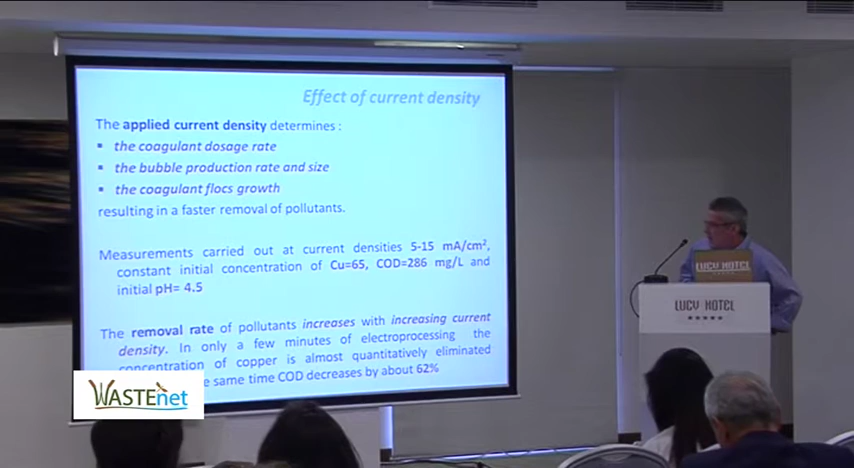 Effect of current density
The applied current density determines :
▪ the coagulant dosage rate
▪ the bubble production rate and size
▪ the coagulant flocs growth
resulting in a faster removal of pollutants.
Measurements carried out at current densities 5-15 mA/cm²,
constant initial concentration of Cu=65, COD=286 mg/L and
initial pH= 4.5
The removal rate of pollutants increases with increasing current
density. In only a few minutes of electroprocessing the
concentration of copper is almost quantitatively eliminated
same time COD decreases by about 62%
WASTEnet
LUCY HOTEL
LUCY HOTEL
★★★★★